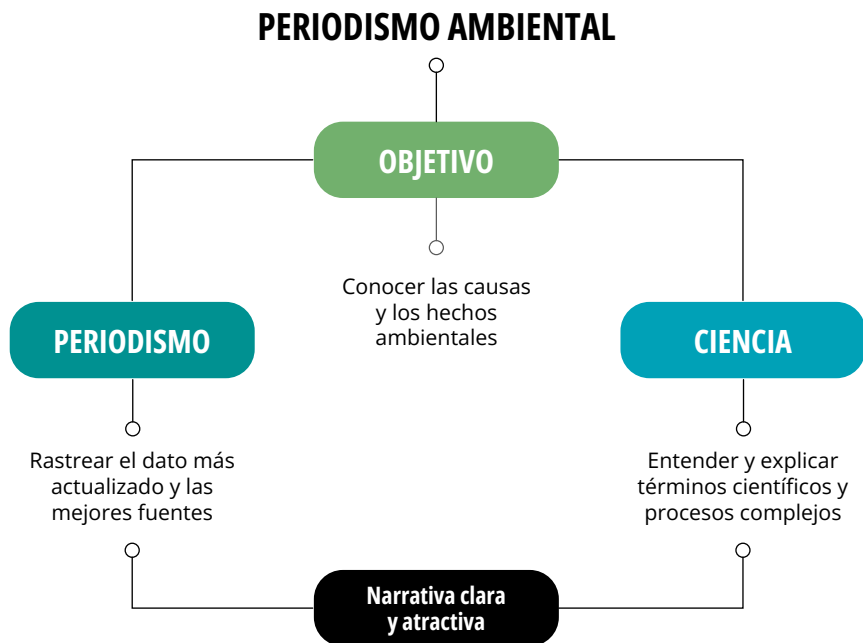 PERIODISMO AMBIENTAL
OBJETIVO
Conocer las causas
y los hechos
ambientales
PERIODISMO
Rastrear el dato más
actualizado y las
mejores fuentes
CIENCIA
Entender y explicar
términos científicos y
procesos complejos
Narrativa clara
y atractiva